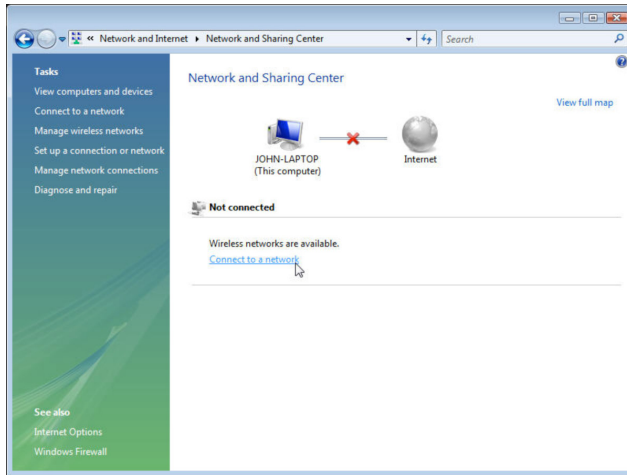 « Network and Internet ▸ Network and Sharing Center
Search
Tasks
View computers and devices
Connect to a network
Manage wireless networks
Set up a connection or network
Manage network connections
Diagnose and repair
See also
Internet Options
Windows Firewall
Network and Sharing Center
View full map
JOHN-LAPTOP
(This computer)
Internet
Not connected
Wireless networks are available.
Connect to a network